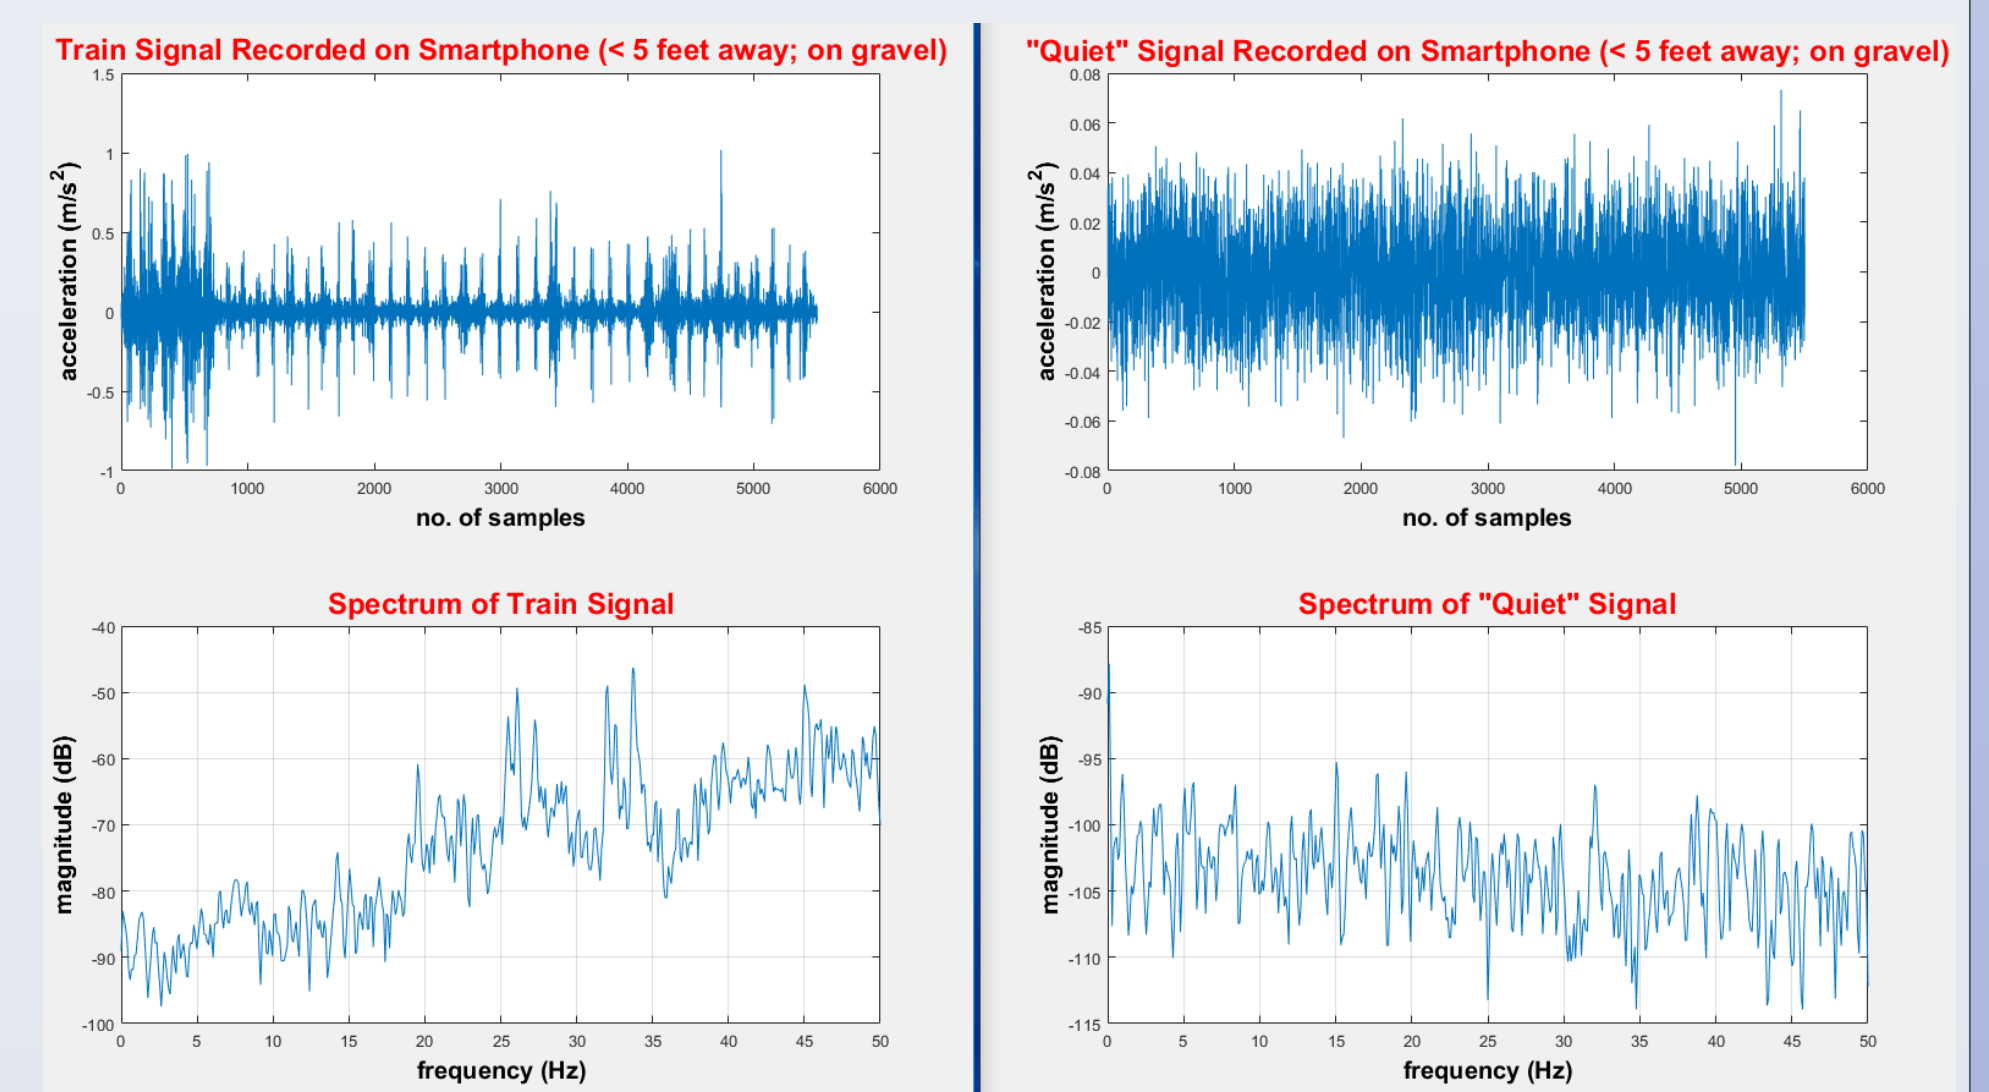 Train Signal Recorded on Smartphone (< 5 feet away; on gravel)
1.5
1
0.5
0
-0.5
-1
acceleration (m/s2)
0 1000 2000 3000 4000 5000 6000
no. of samples
"Quiet" Signal Recorded on Smartphone (< 5 feet away; on gravel)
0.08
0.06
0.04
0.02
0
-0.02
-0.04
-0.06
-0.08
acceleration (m/s2)
0 1000 2000 3000 4000 5000 6000
no. of samples
Spectrum of Train Signal
-40
-50
-60
-70
-80
-90
-100
magnitude (dB)
0 5 10 15 20 25 30 35 40 45 50
frequency (Hz)
Spectrum of "Quiet" Signal
-85
-90
-95
-100
-105
-110
-115
magnitude (dB)
0 5 10 15 20 25 30 35 40 45 50
frequency (Hz)